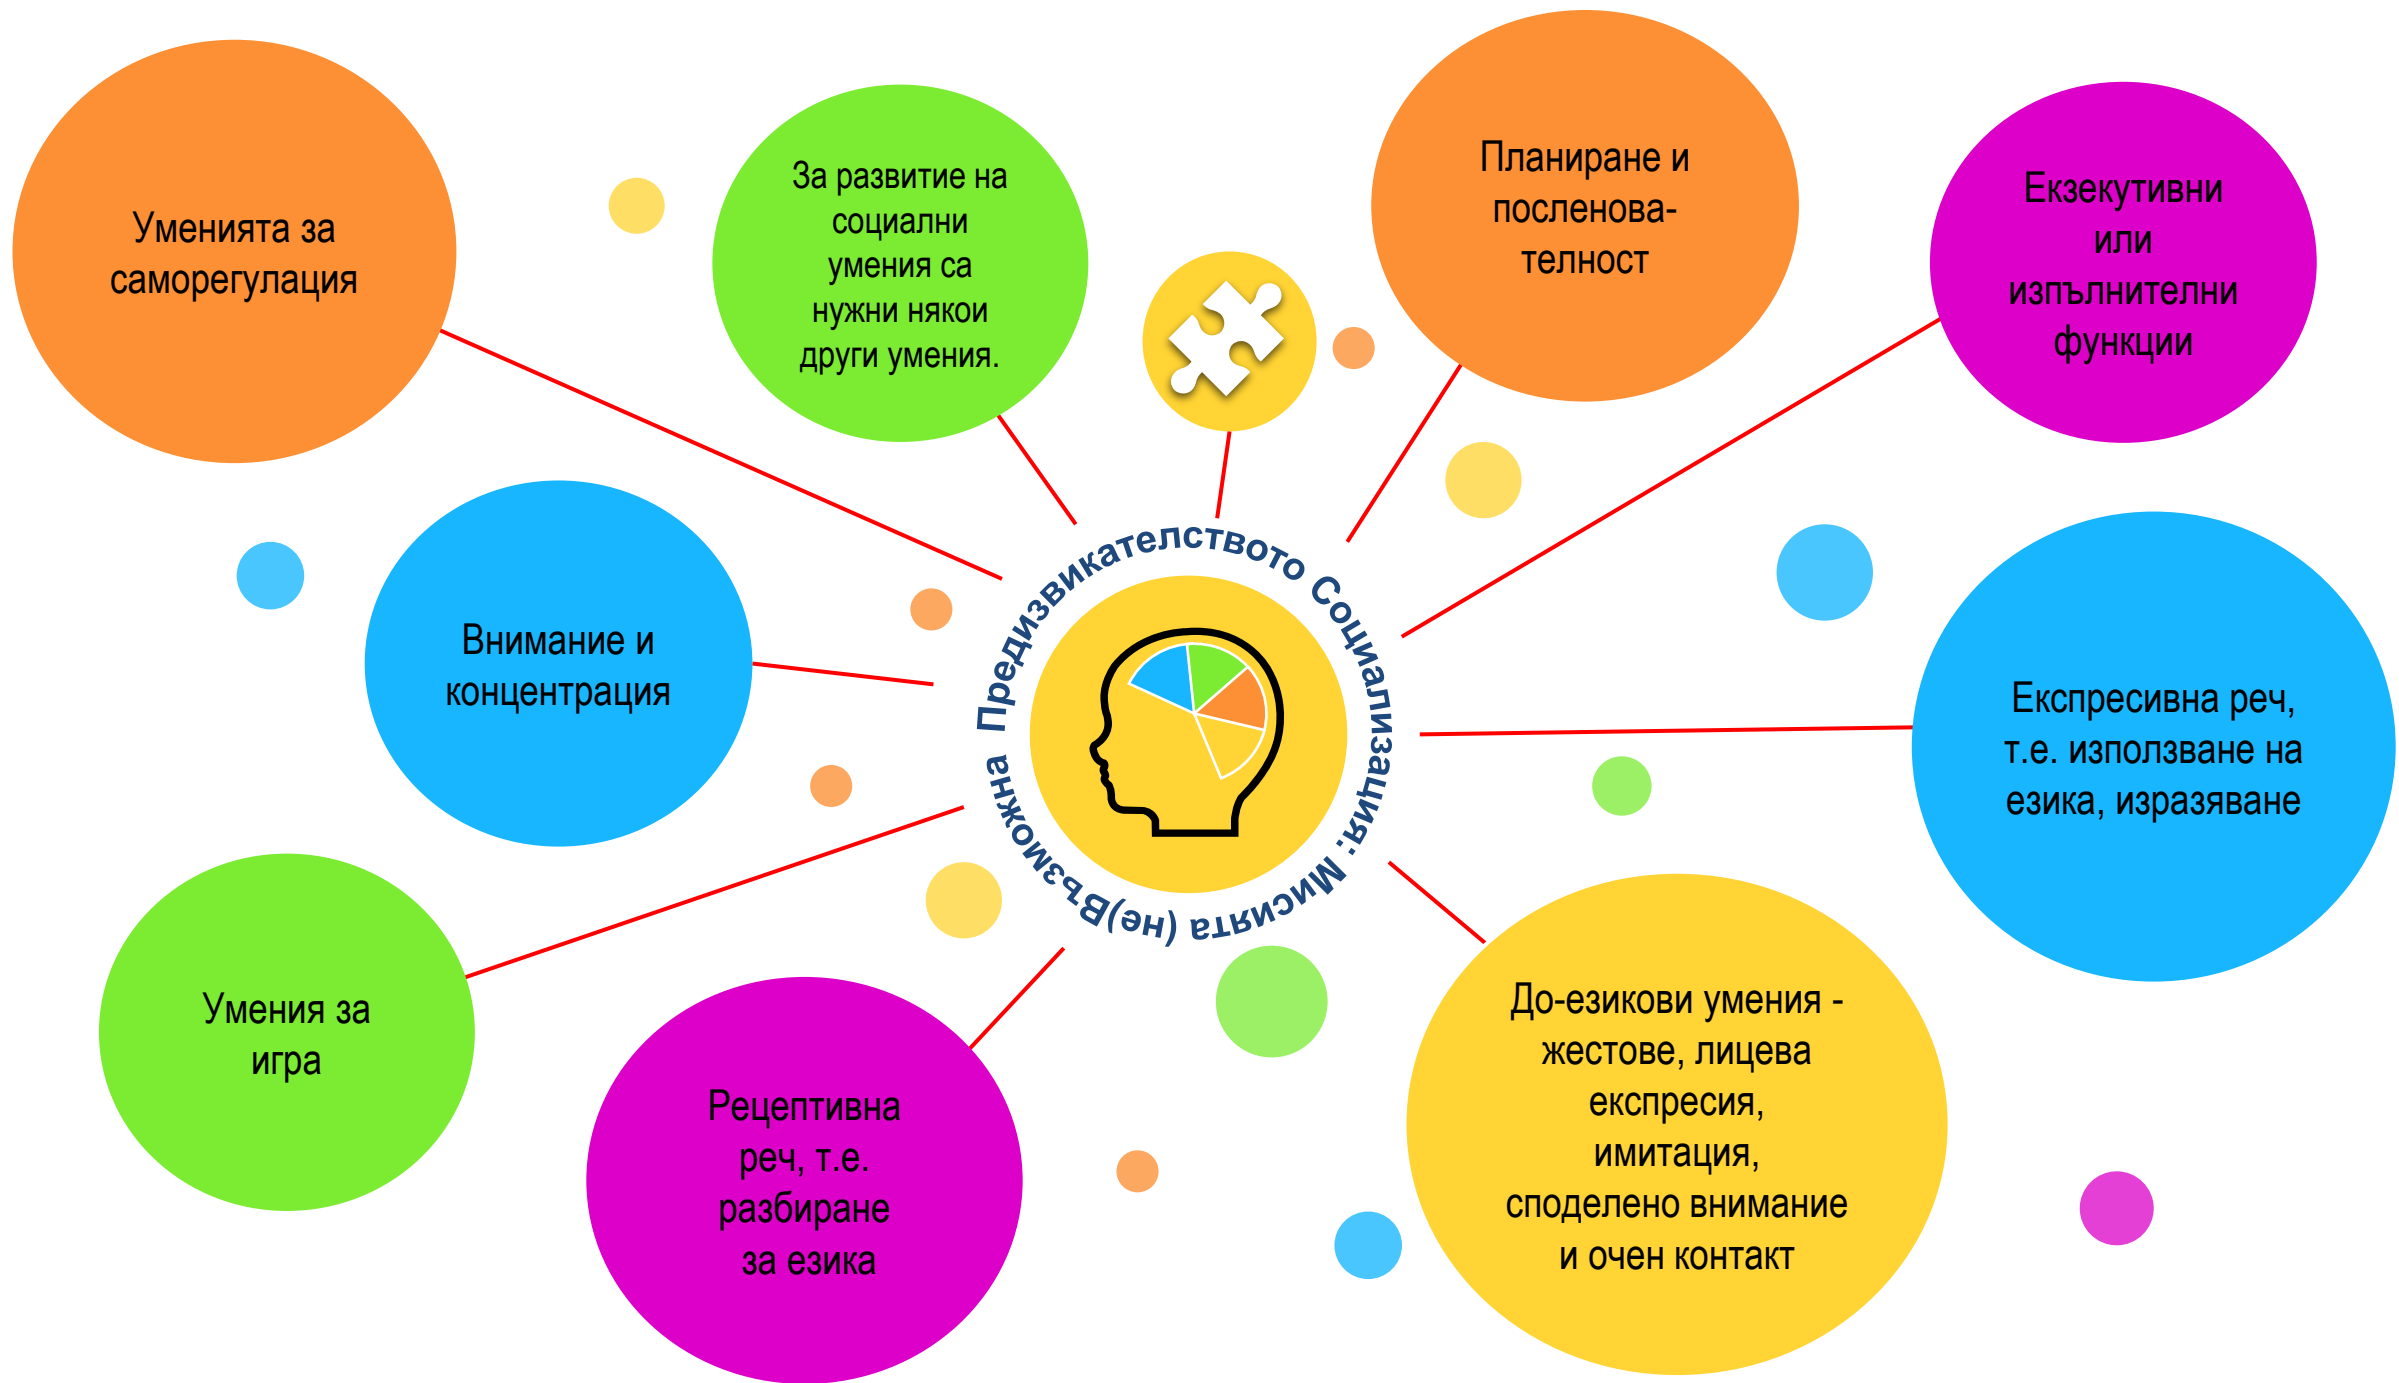 Уменията за
саморегулация
За развитие на
социални
умения са
нужни някои
други умения.
Планиране и
посленова-
телност
Екзекутивни
или
изпълнителни
функции
Внимание и
концентрация
Предизвикателството Социализация: Мисията (не)Възможна
Експресивна реч,
т.е. използване на
езика, изразяване
Умения за
игра
Рецептивна
реч, т.е.
разбиране
за езика
До-езикови умения -
жестове, лицева
експресия,
имитация,
споделено внимание
и очен контакт